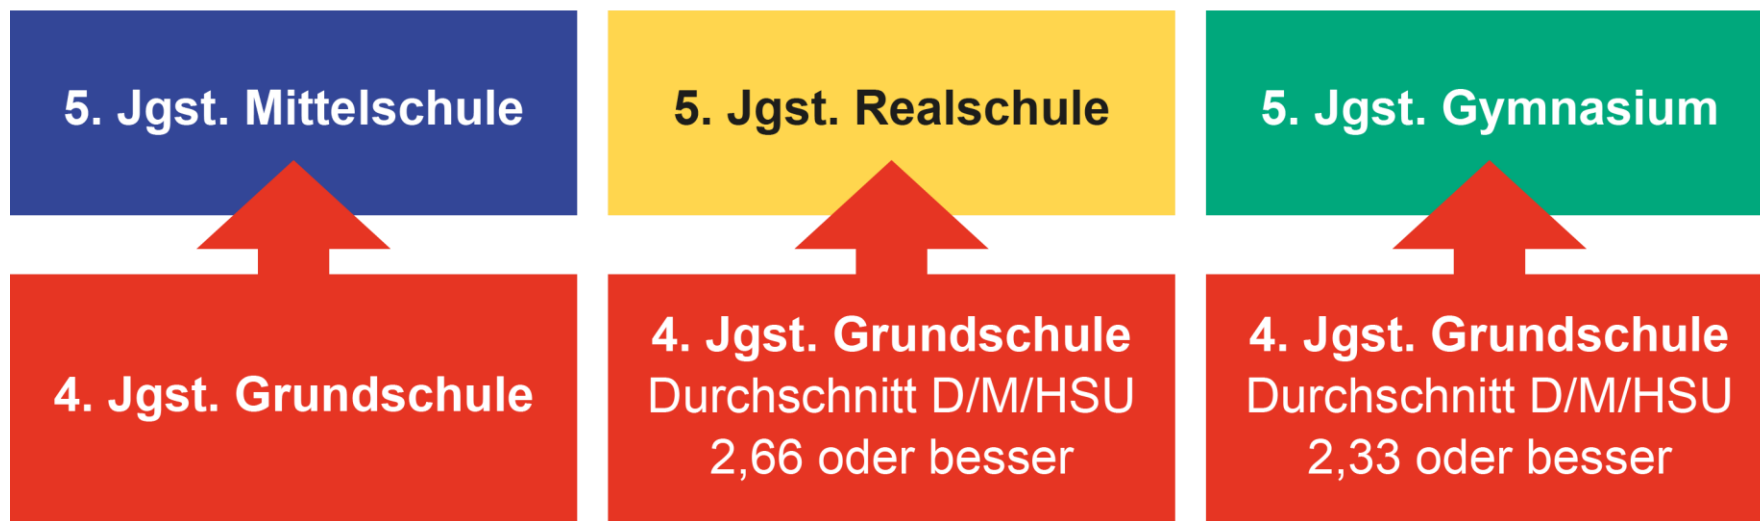 5. Jgst. Mittelschule
5. Jgst. Realschule
5. Jgst. Gymnasium
4. Jgst. Grundschule
4. Jgst. Grundschule
Durchschnitt D/M/HSU
2,66 oder besser
4. Jgst. Grundschule
Durchschnitt D/M/HSU
2,33 oder besser